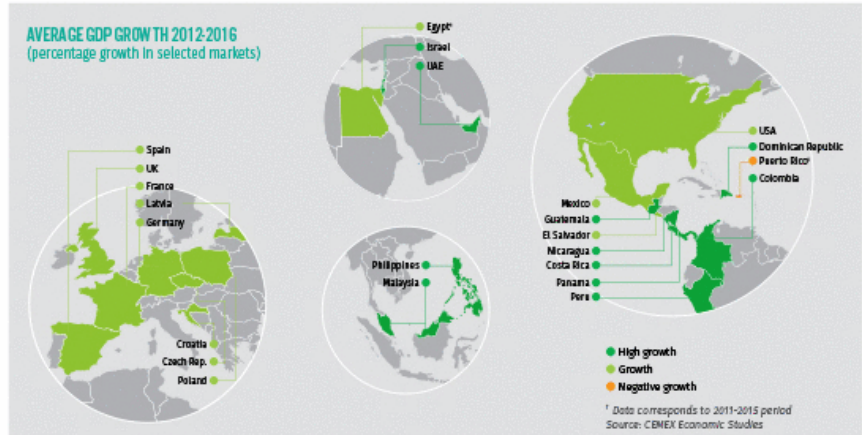 AVERAGE GDP GROWTH 2012-2016
(percentage growth in selected markets)
Spain
UK
France
Latvia
Germany
Croatia
Czech Rep.
Poland
Egypt¹
Israel
UAE
Philippines
Malaysia
USA
Dominican Republic
Puerto Rico¹
Colombia
Mexico
Guatemala
El Salvador
Nicaragua
Costa Rica
Panama
Peru
High growth
Growth
Negative growth
¹ Data corresponds to 2011-2015 period
Source: CEMEX Economic Studies